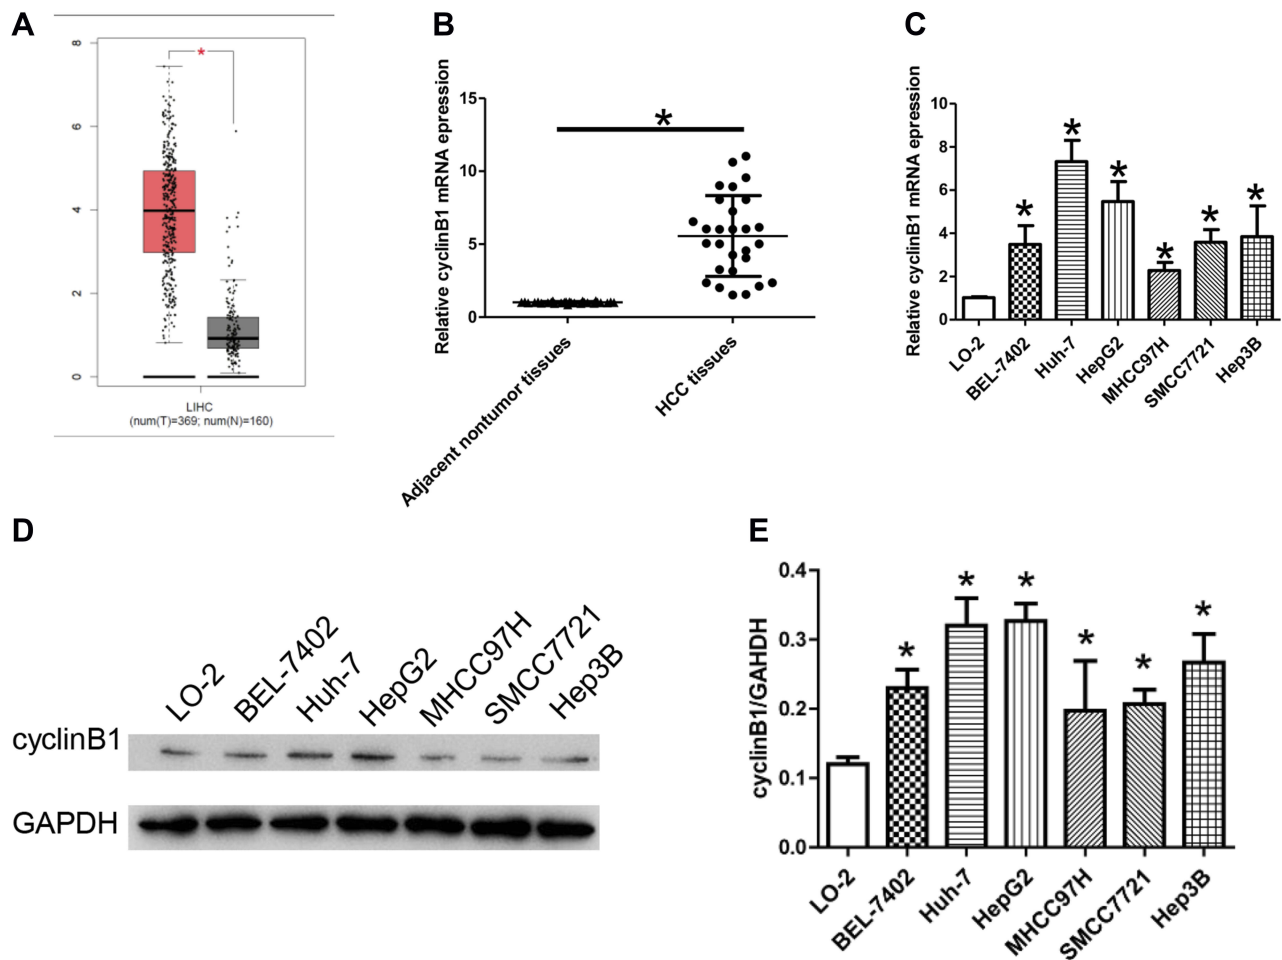 A
8
6
4
2
0
*
LIHC
(num(T)=369; num(N)=160)
B
Relative cyclinB1 mRNA epression
15
10
5
0
*
Adjacent nontumor tissues
HCC tissues
C
Relative cyclinB1 mRNA epression
10
8
6
4
2
0
* * * * * *
LO-2
BEL-7402
Huh-7
HepG2
MHCC97H
SMCC7721
Hep3B
D
LO-2
BEL-7402
Huh-7
HepG2
MHCC97H
SMCC7721
Hep3B
cyclinB1
GAPDH
E
cyclinB1/GAHDH
0.4
0.3
0.2
0.1
0.0
* * * * * *
LO-2
BEL-7402
Huh-7
HepG2
MHCC97H
SMCC7721
Hep3B